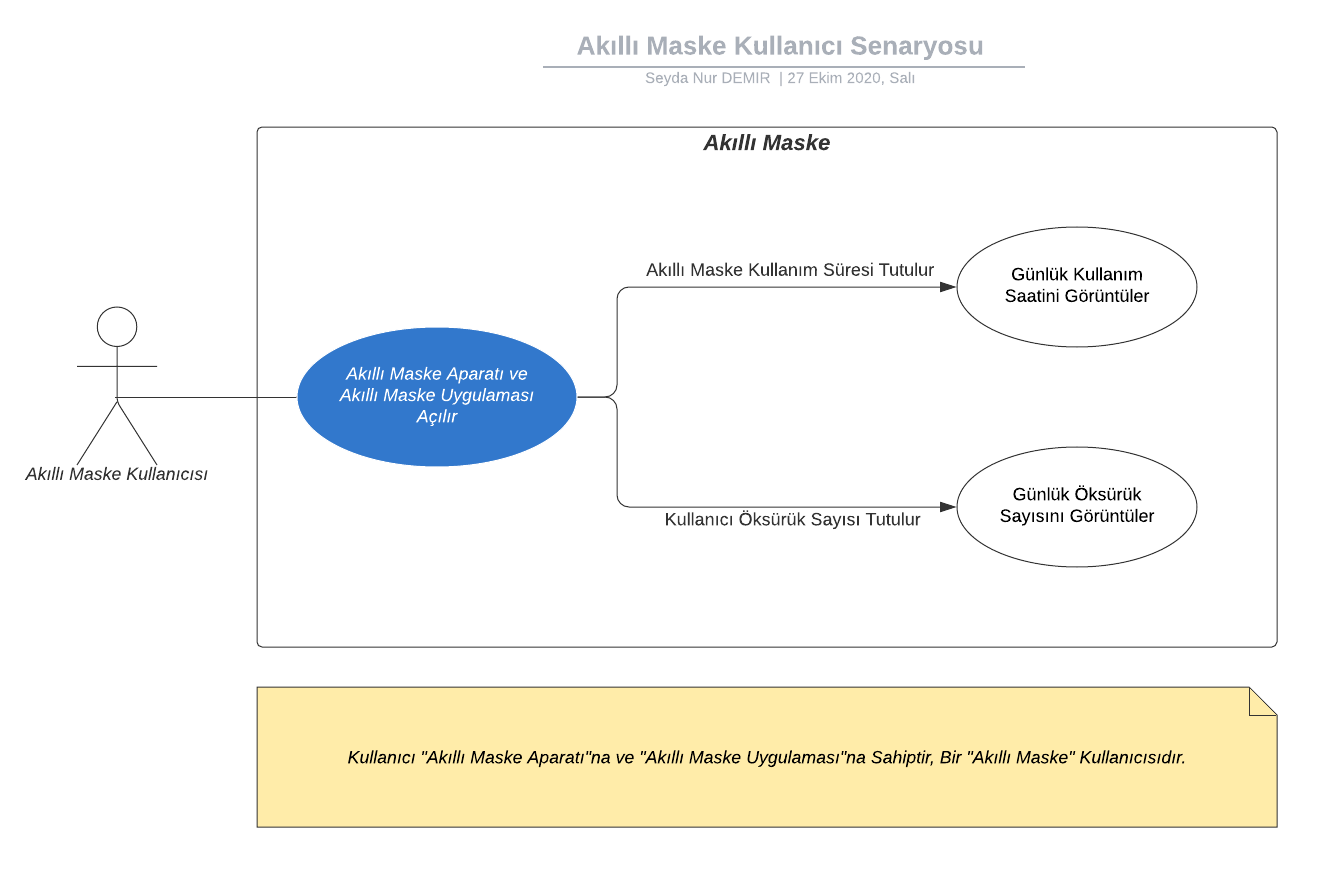 Akıllı Maske Kullanıcı Senaryosu
Seyda Nur DEMIR | 27 Ekim 2020, Salı
Akıllı Maske
Akıllı Maske Kullanım Süresi Tutulur
Günlük Kullanım
Saatini Görüntüler
Akıllı Maske Aparatı ve
Akıllı Maske Uygulaması
Açılır
Akıllı Maske Kullanıcısı
Kullanıcı Öksürük Sayısı Tutulur
Günlük Öksürük
Sayısını Görüntüler
Kullanıcı "Akıllı Maske Aparatı"na ve "Akıllı Maske Uygulaması"na Sahiptir, Bir "Akıllı Maske" Kullanıcısıdır.